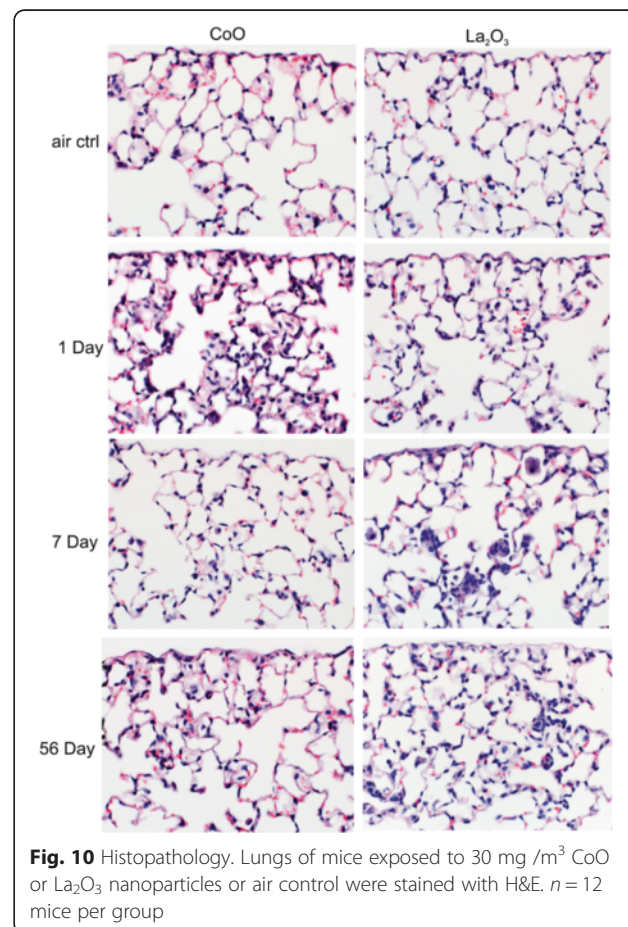 CoO
La₂O₃
air ctrl
1 Day
7 Day
56 Day
Fig. 10 Histopathology. Lungs of mice exposed to 30 mg /m³ CoO
or La₂O₃ nanoparticles or air control were stained with H&E. n = 12
mice per group